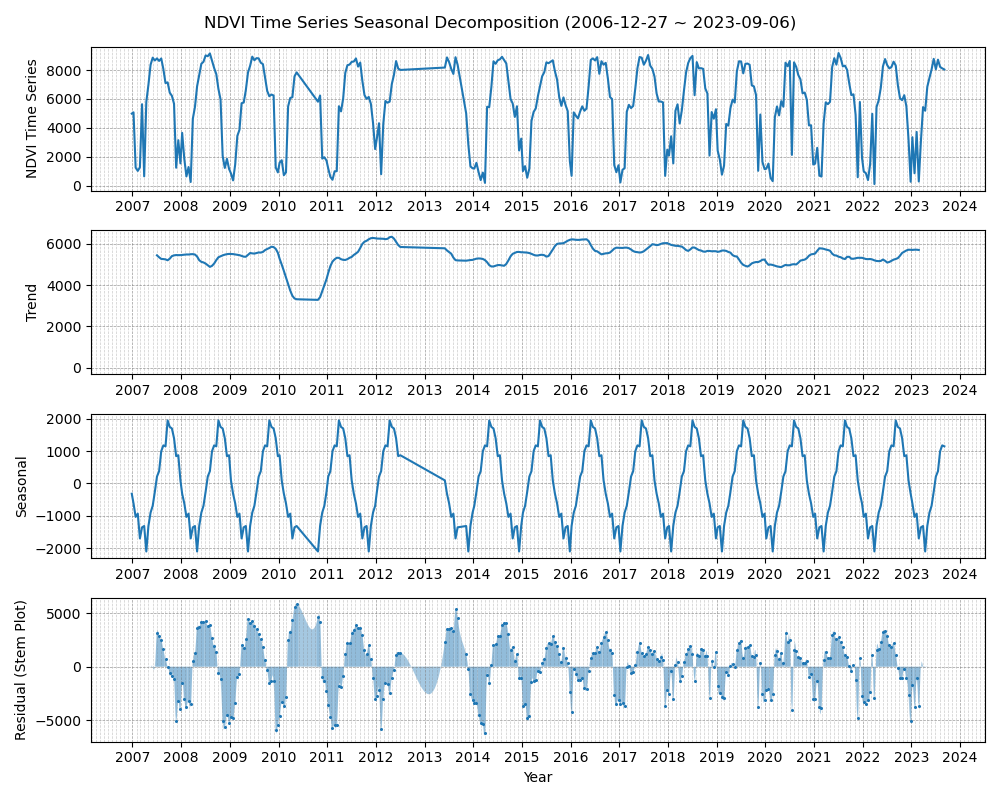 NDVI Time Series Seasonal Decomposition (2006-12-27 ~ 2023-09-06)
NDVI Time Series
8000
6000
4000
2000
0
2007 2008 2009 2010 2011 2012 2013 2014 2015 2016 2017 2018 2019 2020 2021 2022 2023 2024
Trend
6000
4000
2000
0
2007 2008 2009 2010 2011 2012 2013 2014 2015 2016 2017 2018 2019 2020 2021 2022 2023 2024
Seasonal
2000
1000
0
−1000
−2000
2007 2008 2009 2010 2011 2012 2013 2014 2015 2016 2017 2018 2019 2020 2021 2022 2023 2024
Residual (Stem Plot)
5000
0
−5000
2007 2008 2009 2010 2011 2012 2013 2014 2015 2016 2017 2018 2019 2020 2021 2022 2023 2024
Year